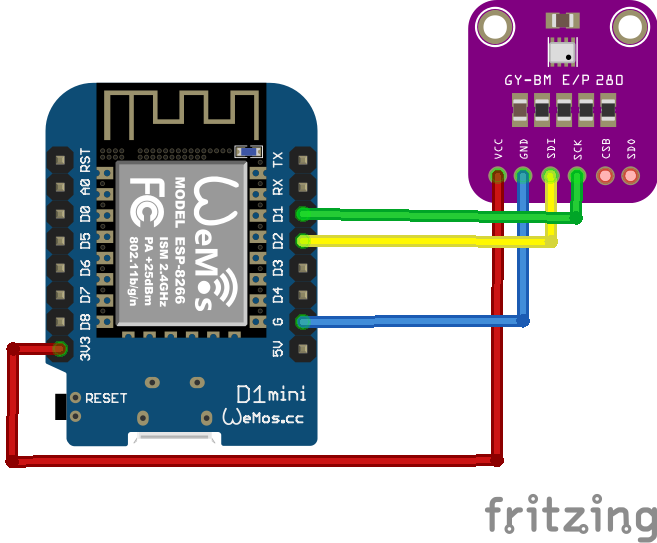 GY-BM E/P 280
VCC
GND
SDI
SCK
CSB
SDO
RST
A0
D0
D5
D6
D7
D8
3V3
TX
RX
D1
D2
D3
D4
G
5V
WeMos
MODEL ESP-8266
ISM 2.4GHz
PA +25dBm
802.11b/g/n
FC
RESET
D1mini
WeMos.cc
fritzing